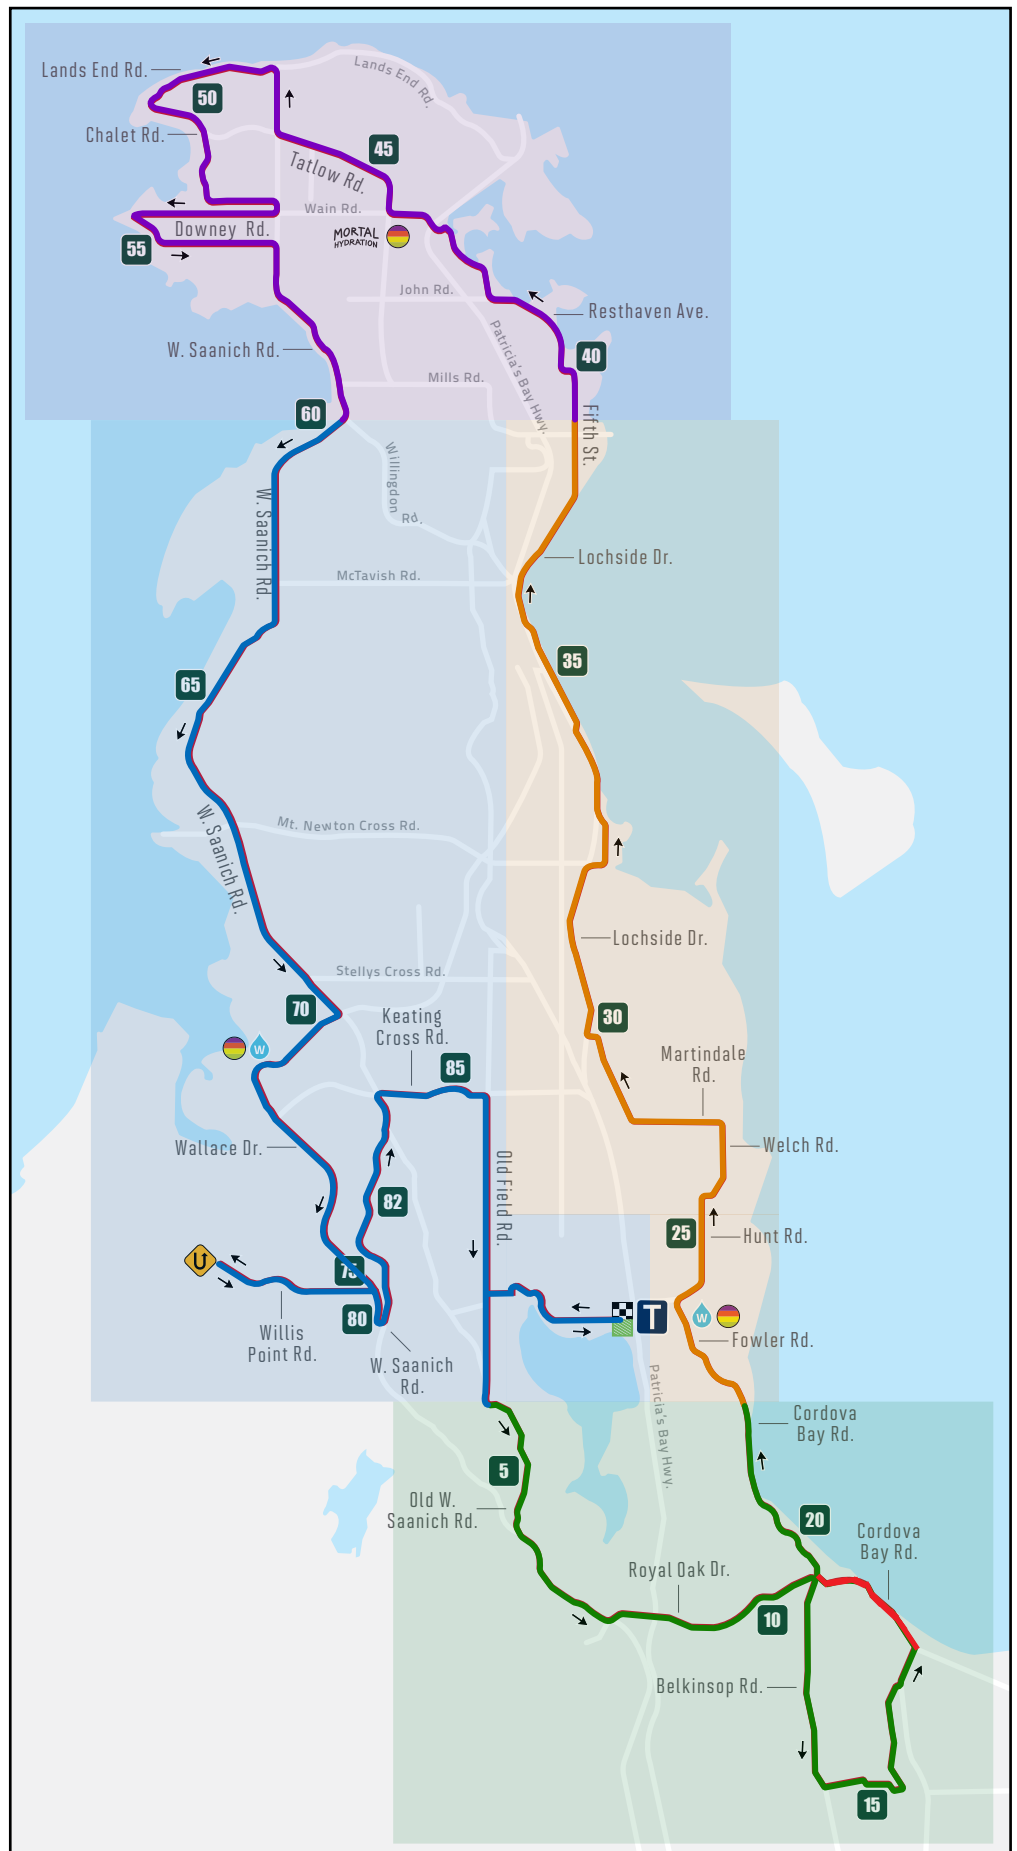 Lands End Rd.
Lands End Rd.
50
Chalet Rd.
45
Tatlow Rd.
Wain Rd.
Downey Rd.
MORTAL
HYDRATION
55
John Rd.
Resthaven Ave.
Patricia's Bay Hwy.
W. Saanich Rd.
40
Mills Rd.
60
Fifth St.
Willingdon
Rd.
W. Saanich Rd.
Lochside Dr.
McTavish Rd.
35
65
W. Saanich Rd.
Mt. Newton Cross Rd.
Lochside Dr.
Stellys Cross Rd.
70
Keating
Cross Rd.
30
W
85
Martindale
Rd.
Wallace Dr.
Welch Rd.
Old Field Rd.
82
25
Hunt Rd.
75
80
T
W
Willis
Point Rd.
Fowler Rd.
W. Saanich
Rd.
Patricia's Bay Hwy.
Cordova
Bay Rd.
5
Old W.
Saanich Rd.
20
Cordova
Bay Rd.
Royal Oak Dr.
10
Belkinsop Rd.
15